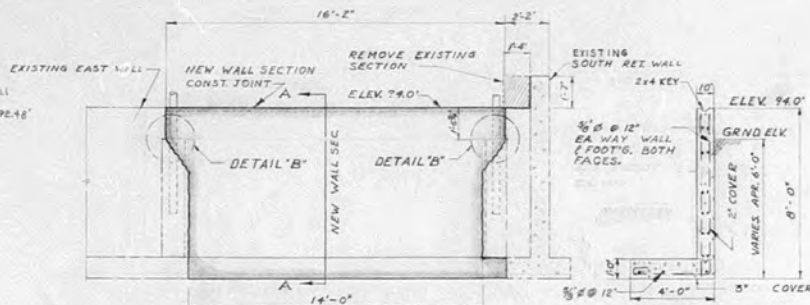 16'-2"
2'-2"
1'-4"
EXISTING EAST WALL
92.48'
NEW WALL SECTION
CONST. JOINT
A
REMOVE EXISTING
SECTION
ELEV. 94.0'
EXISTING
SOUTH RET. WALL
1'-7"
DETAIL "B"
DETAIL "B"
NEW WALL SEC.
A
14'-0"
10"
2x4 KEY
ELEV. 94.0'
GRND ELV.
5/8 Ø @ 12"
EA WAY WALL
& FOOT'G. BOTH
FACES.
2" COVER
VARIES APR. 6'-0"
8'-0"
1'-0"
5/8 Ø @ 12"
4'-0"
3"
COVER